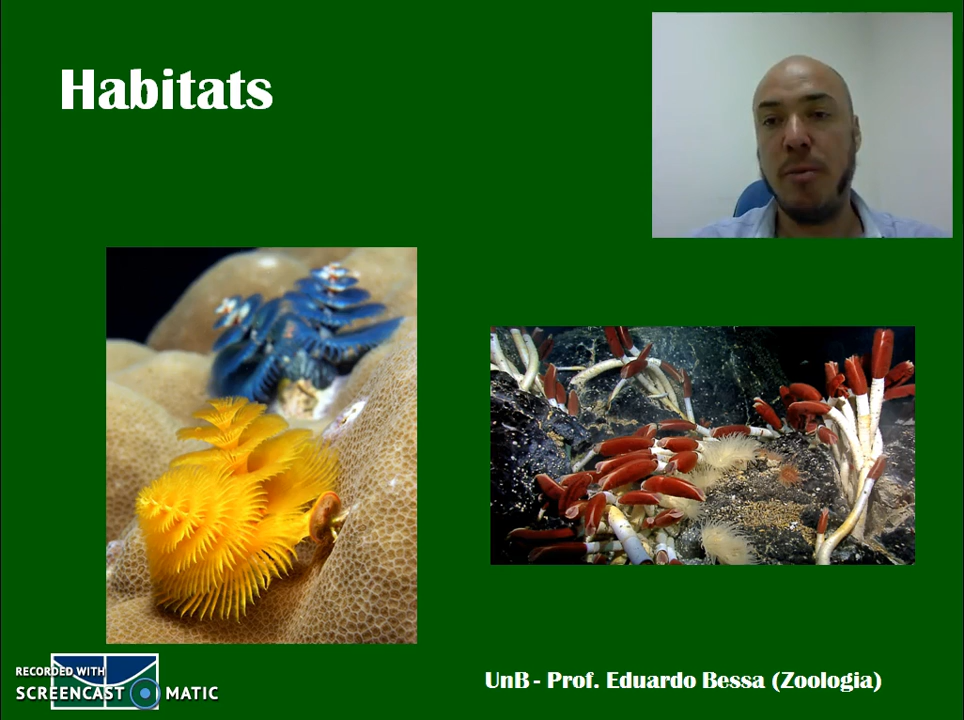 Habitats
RECORDED WITH
SCREENCAST MATIC
UnB - Prof. Eduardo Bessa (Zoologia)